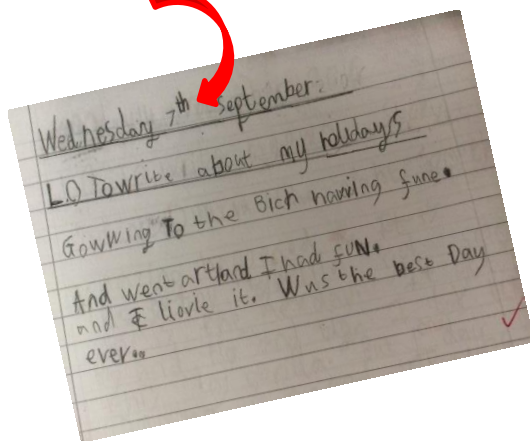 Wednesday 7th September.
LO To write about my holidays
Gowwing To the Bich having fune.
And went artland I had fun.
and I liovle it. Wus the best Day
ever..